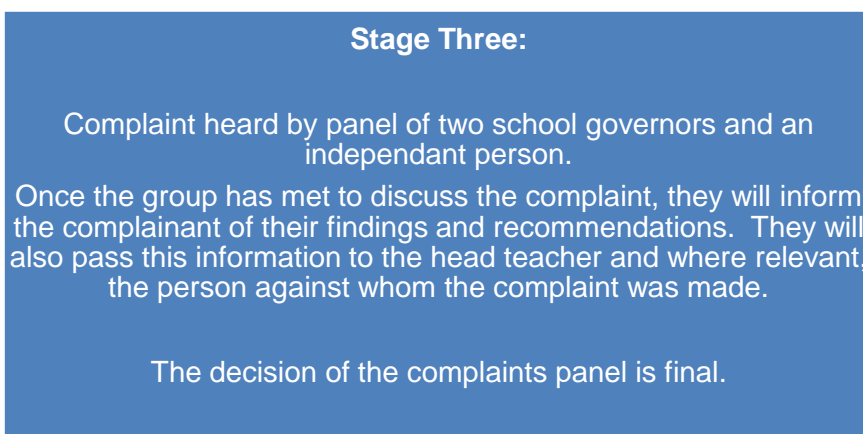 Stage Three:
Complaint heard by panel of two school governors and an
independant person.
Once the group has met to discuss the complaint, they will inform
the complainant of their findings and recommendations.  They will
also pass this information to the head teacher and where relevant,
the person against whom the complaint was made.
The decision of the complaints panel is final.